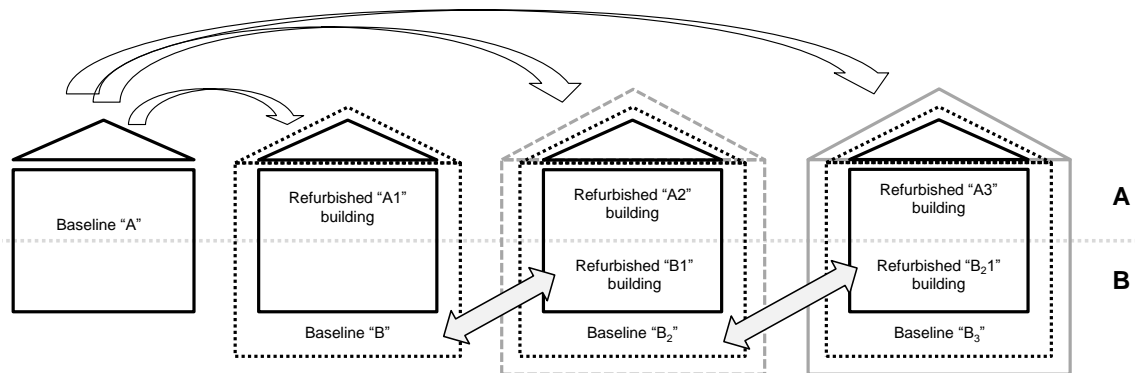 Baseline “A”
Refurbished “A1”
building
Refurbished “A2”
building
Refurbished “A3”
building
A
Refurbished “B1”
building
Refurbished “B₂1”
building
B
Baseline “B”
Baseline “B₂”
Baseline “B₃”